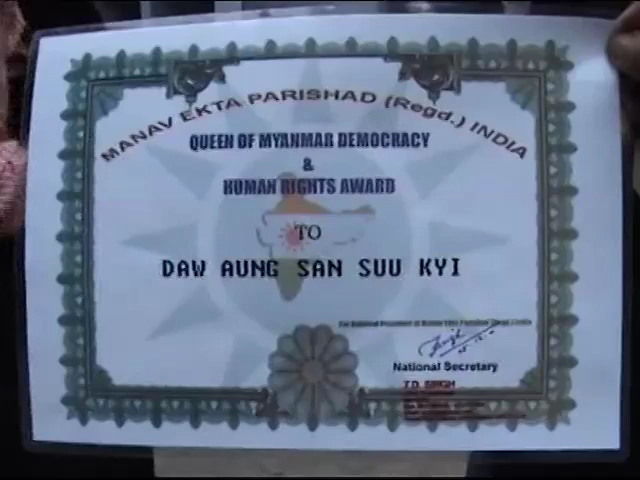 MANAV EKTA PARISHAD (Regd.) INDIA
QUEEN OF MYANMAR DEMOCRACY
&
HUMAN RIGHTS AWARD
TO
DAW AUNG SAN SUU KYI
National Secretary
T.D. SINGH